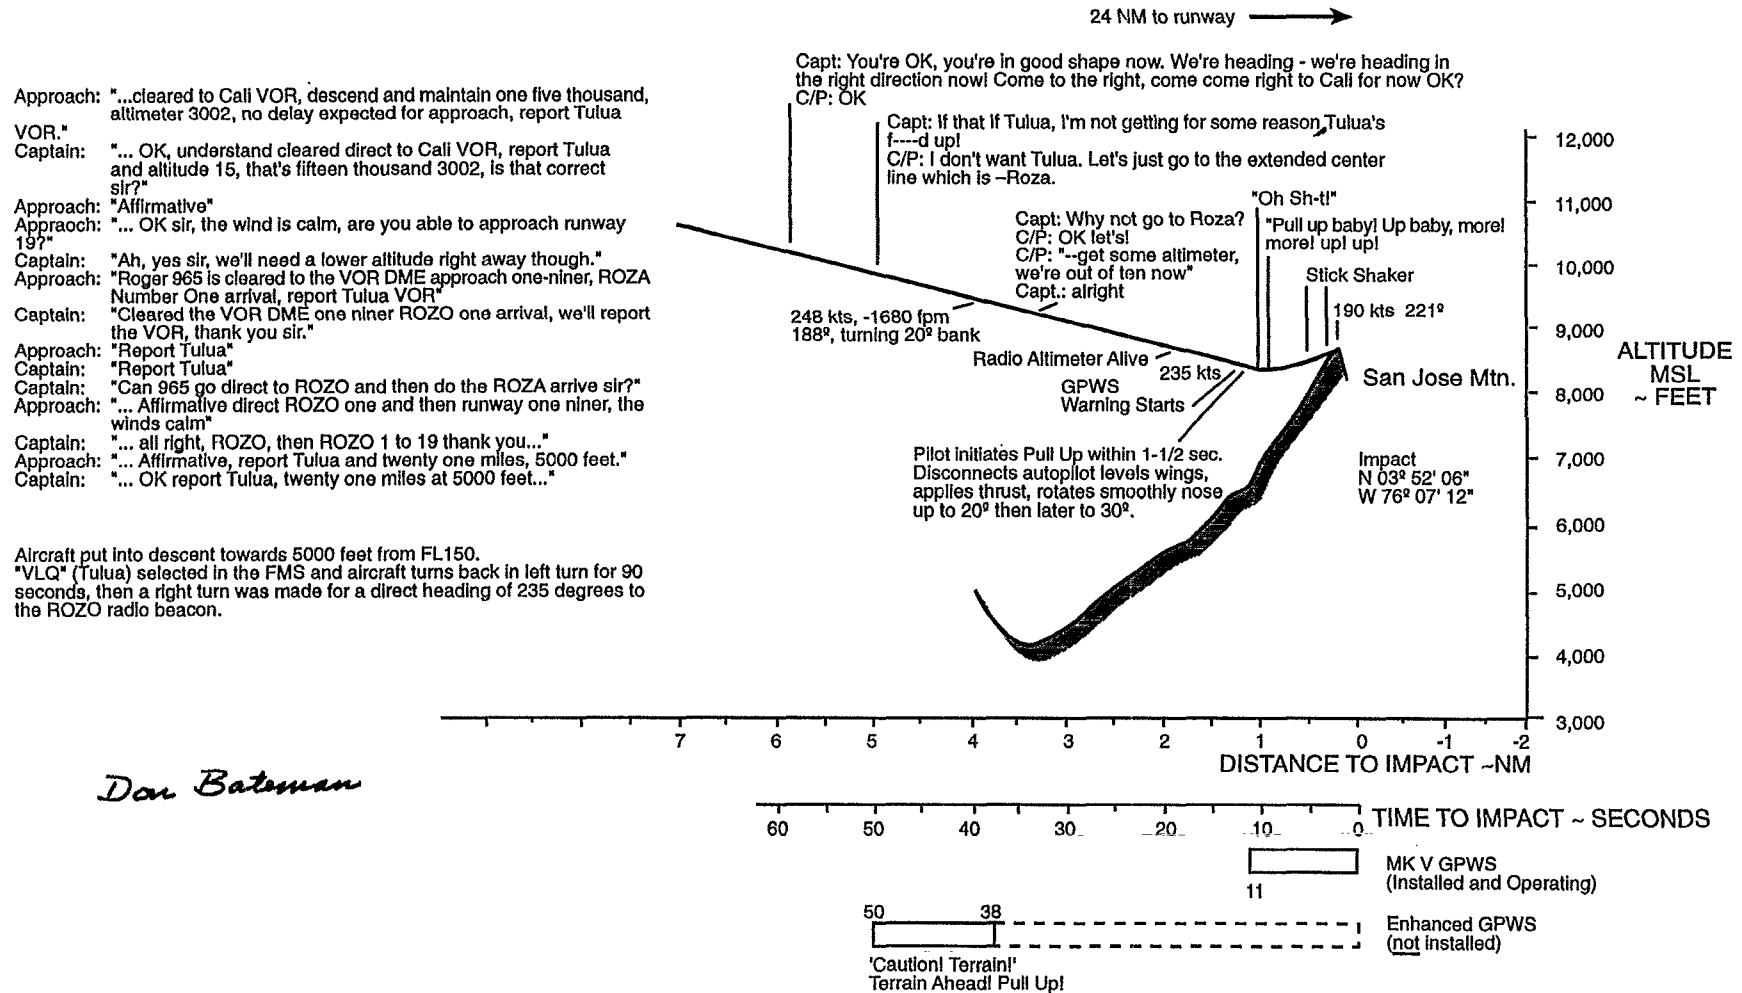 24 NM to runway
Capt: You're OK, you're in good shape now. We're heading - we're heading in
the right direction now! Come to the right, come come right to Cali for now OK?
C/P: OK
Approach: "...cleared to Cali VOR, descend and maintain one five thousand,
altimeter 3002, no delay expected for approach, report Tulua
VOR."
Captain: "... OK, understand cleared direct to Cali VOR, report Tulua
and altitude 15, that's fifteen thousand 3002, is that correct
sir?"
Approach: "Affirmative"
Appraoch: "... OK sir, the wind is calm, are you able to approach runway
19?"
Captain: "Ah, yes sir, we'll need a lower altitude right away though."
Approach: "Roger 965 is cleared to the VOR DME approach one-niner, ROZA
Number One arrival, report Tulua VOR"
Captain: "Cleared the VOR DME one niner ROZO one arrival, we'll report
the VOR, thank you sir."
Approach: "Report Tulua"
Captain: "Report Tulua"
Captain: "Can 965 go direct to ROZO and then do the ROZA arrive sir?"
Approach: "... Affirmative direct ROZO one and then runway one niner, the
winds calm"
Captain: "... all right, ROZO, then ROZO 1 to 19 thank you..."
Approach: "... Affirmative, report Tulua and twenty one miles, 5000 feet."
Captain: "... OK report Tulua, twenty one miles at 5000 feet..."
Aircraft put into descent towards 5000 feet from FL150.
"VLQ" (Tulua) selected in the FMS and aircraft turns back in left turn for 90
seconds, then a right turn was made for a direct heading of 235 degrees to
the ROZO radio beacon.
Capt: If that if Tulua, I'm not getting for some reason, Tulua's
f----d up!
C/P: I don't want Tulua. Let's just go to the extended center
line which is ~Roza.
Capt: Why not go to Roza?
C/P: OK let's!
C/P: "--get some altimeter,
we're out of ten now"
Capt.: alright
"Oh Sh-t!"
"Pull up baby! Up baby, more!
more! up! up!
Stick Shaker
190 kts 221º
248 kts, -1680 fpm
188º, turning 20º bank
Radio Altimeter Alive
235 kts
GPWS
Warning Starts
Pilot initiates Pull Up within 1-1/2 sec.
Disconnects autopilot levels wings,
applies thrust, rotates smoothly nose
up to 20º then later to 30º.
San Jose Mtn.
Impact
N 03º 52' 06"
W 76º 07' 12"
12,000
11,000
10,000
9,000
8,000
7,000
6,000
5,000
4,000
3,000
ALTITUDE
MSL
~ FEET
7 6 5 4 3 2 1 0 -1 -2
DISTANCE TO IMPACT ~NM
Don Bateman
60 50 40 30 20 10 0
TIME TO IMPACT ~ SECONDS
11
MK V GPWS
(Installed and Operating)
50 38
Enhanced GPWS
(not installed)
'Caution! Terrain!'
Terrain Ahead! Pull Up!